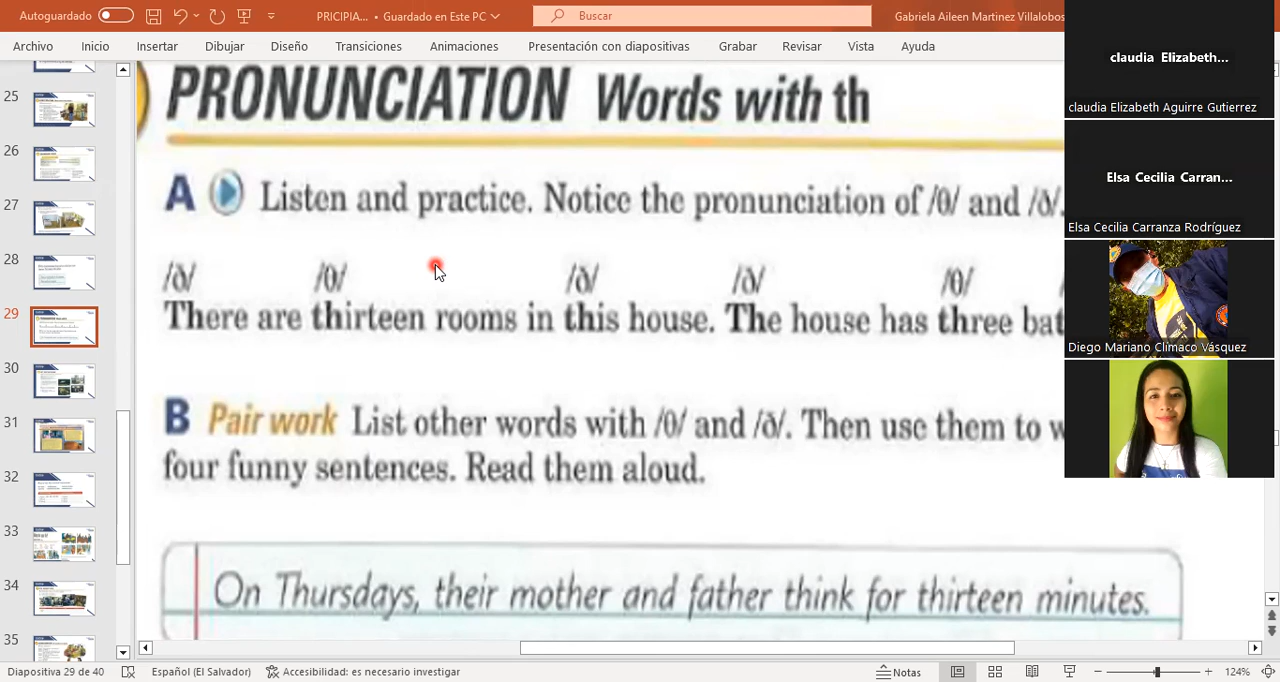 Autoguardado
PRICIPIA... • Guardado en Este PC
Buscar
Gabriela Aileen Martinez Villalobos
Archivo Inicio Insertar Dibujar Diseño Transiciones Animaciones Presentación con diapositivas Grabar Revisar Vista Ayuda
25
26
27
28
29
30
31
32
33
34
35
PRONUNCIATION Words with th
A Listen and practice. Notice the pronunciation of /θ/ and /ð/.
/ð/ /θ/ /ð/ /ð/ /θ/
There are thirteen rooms in this house. The house has three bat
B Pair work List other words with /θ/ and /ð/. Then use them to w
four funny sentences. Read them aloud.
On Thursdays, their mother and father think for thirteen minutes.
claudia Elizabeth...
claudia Elizabeth Aguirre Gutierrez
Elsa Cecilia Carran...
Elsa Cecilia Carranza Rodríguez
Diego Mariano Climaco Vásquez
Diapositiva 29 de 40 Español (El Salvador) Accesibilidad: es necesario investigar Notas 124%